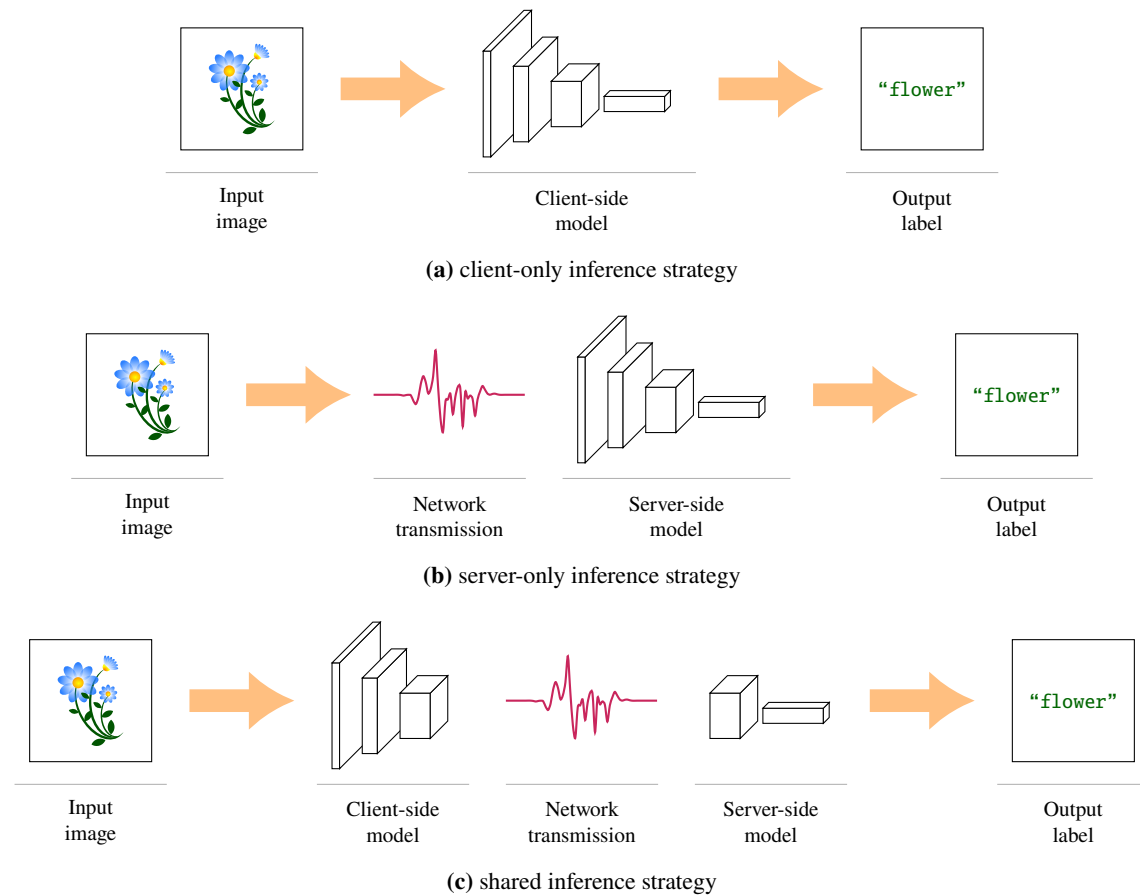 “flower”
Input
image
Client-side
model
Output
label
(a) client-only inference strategy
“flower”
Input
image
Network
transmission
Server-side
model
Output
label
(b) server-only inference strategy
“flower”
Input
image
Client-side
model
Network
transmission
Server-side
model
Output
label
(c) shared inference strategy